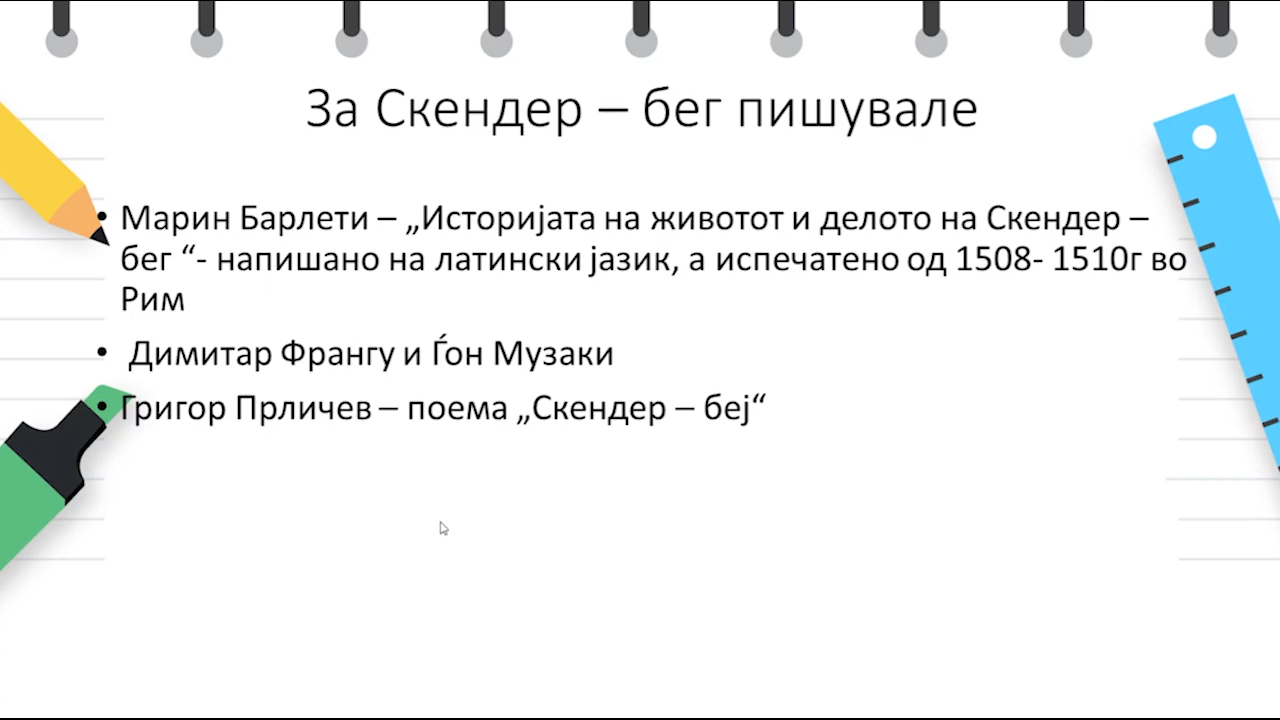 За Скендер – бег пишувале
• Марин Барлети – „Историјата на животот и делото на Скендер –
бег “- напишано на латински јазик, а испечатено од 1508- 1510г во
Рим
• Димитар Франгу и Ѓон Музаки
• Григор Прличев – поема „Скендер – беј“